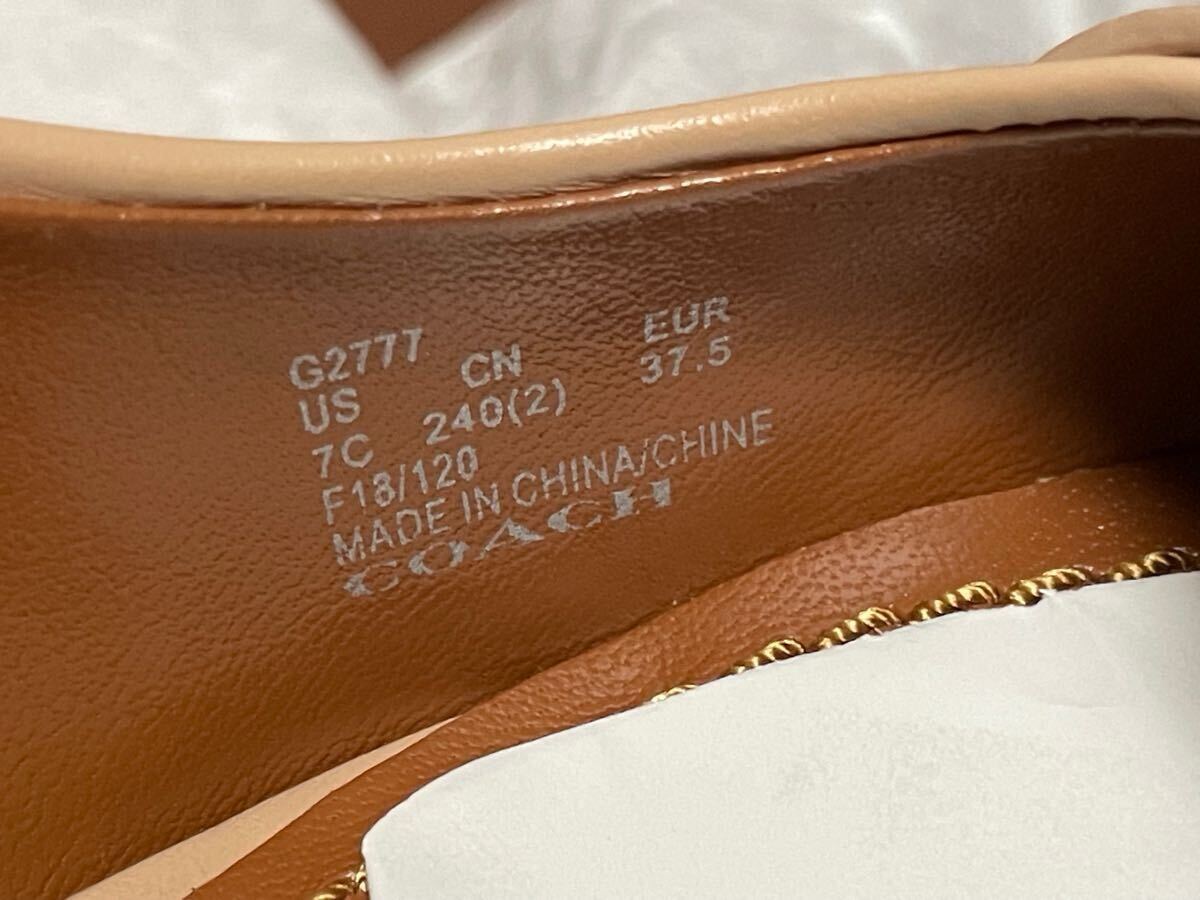 G2777
US CN EUR
7C 240(2) 37.5
F18/120
MADE IN CHINA/CHINE
COACH